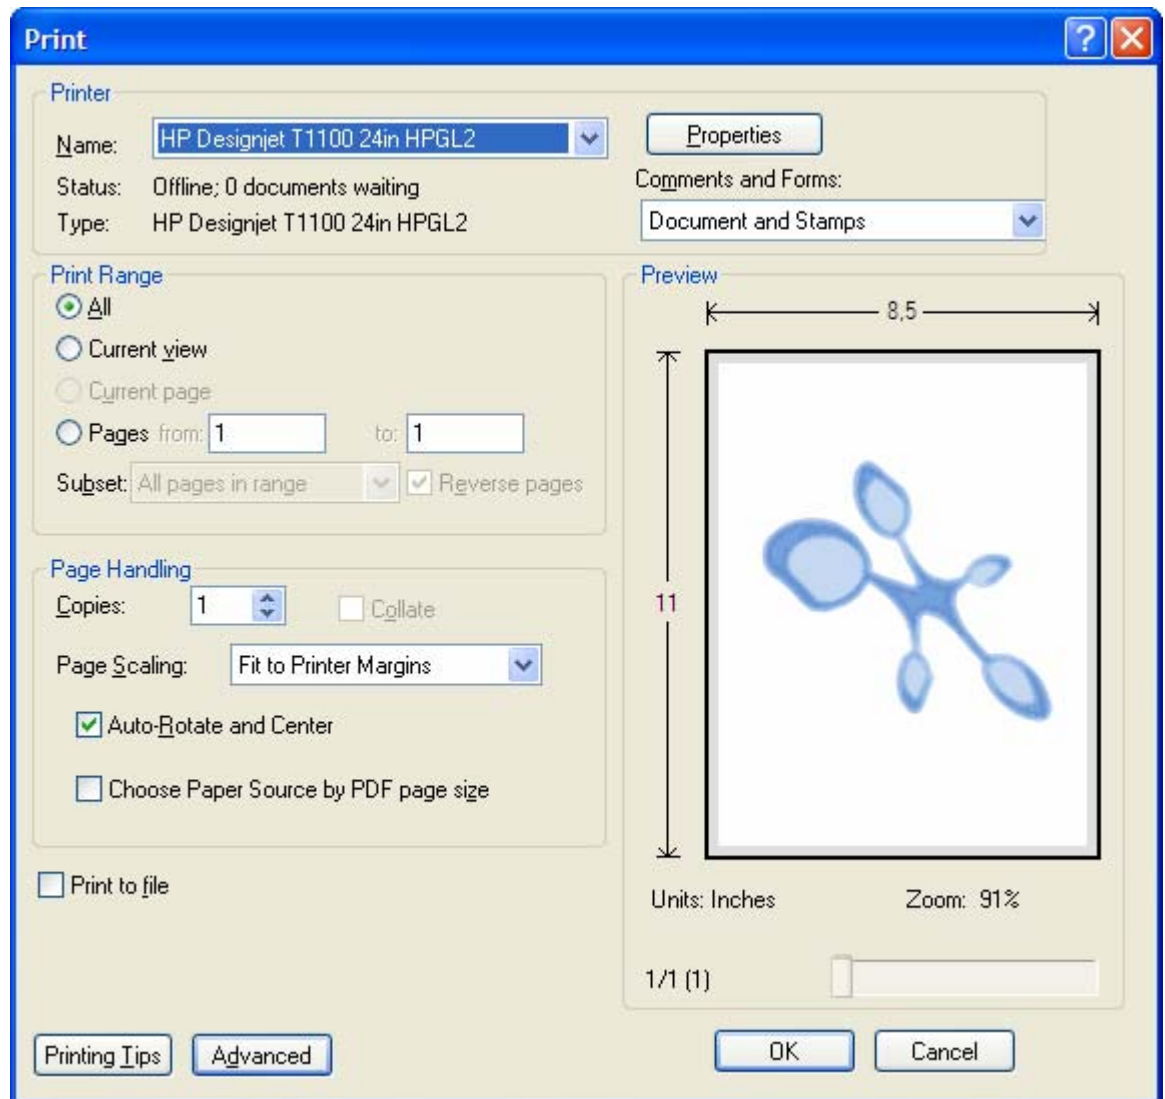 Print
Printer
Name: HP Designjet T1100 24in HPGL2
Properties
Status: Offline; 0 documents waiting
Comments and Forms:
Type: HP Designjet T1100 24in HPGL2
Document and Stamps
Print Range
All
Current view
Current page
Pages from: 1 to: 1
Subset: All pages in range Reverse pages
Page Handling
Copies: 1 Collate
Page Scaling: Fit to Printer Margins
Auto-Rotate and Center
Choose Paper Source by PDF page size
Print to file
Preview
8,5
11
Units: Inches Zoom: 91%
1/1 (1)
Printing Tips Advanced OK Cancel